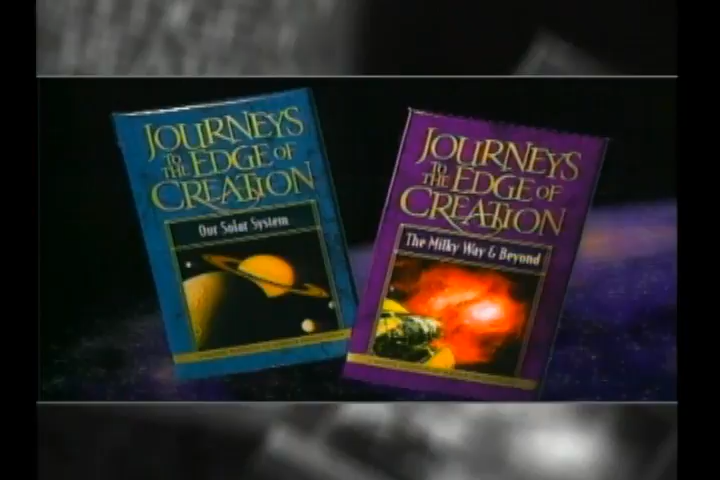 JOURNEYS
TO THE EDGE OF
CREATION
Our Solar System
JOURNEYS
TO THE EDGE OF
CREATION
The Milky Way & Beyond